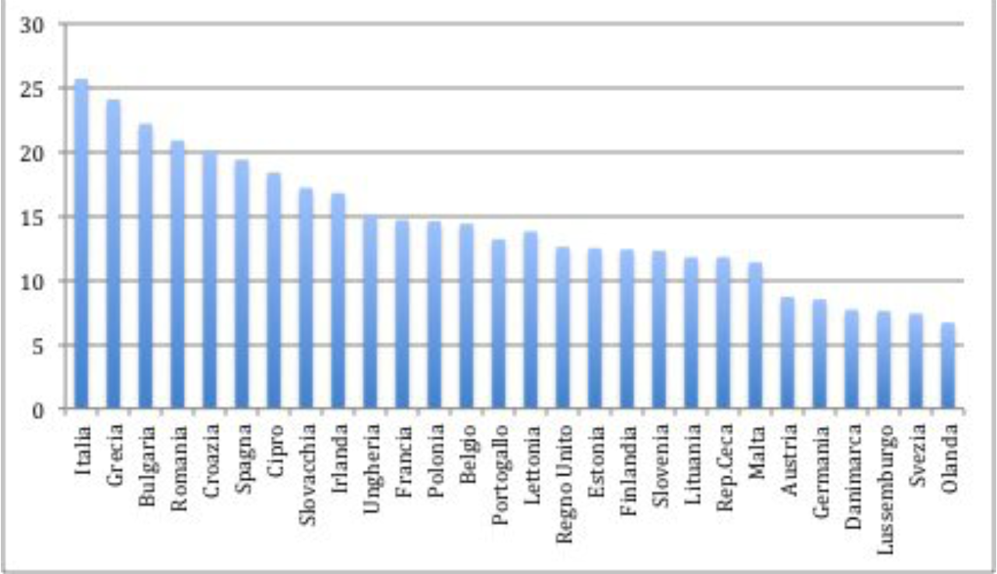 30
25
20
15
10
5
0
Italia
Grecia
Bulgaria
Romania
Croazia
Spagna
Cipro
Slovacchia
Irlanda
Ungheria
Francia
Polonia
Belgio
Portogallo
Lettonia
Regno Unito
Estonia
Finlandia
Slovenia
Lituania
Rep.Ceca
Malta
Austria
Germania
Danimarca
Lussemburgo
Svezia
Olanda